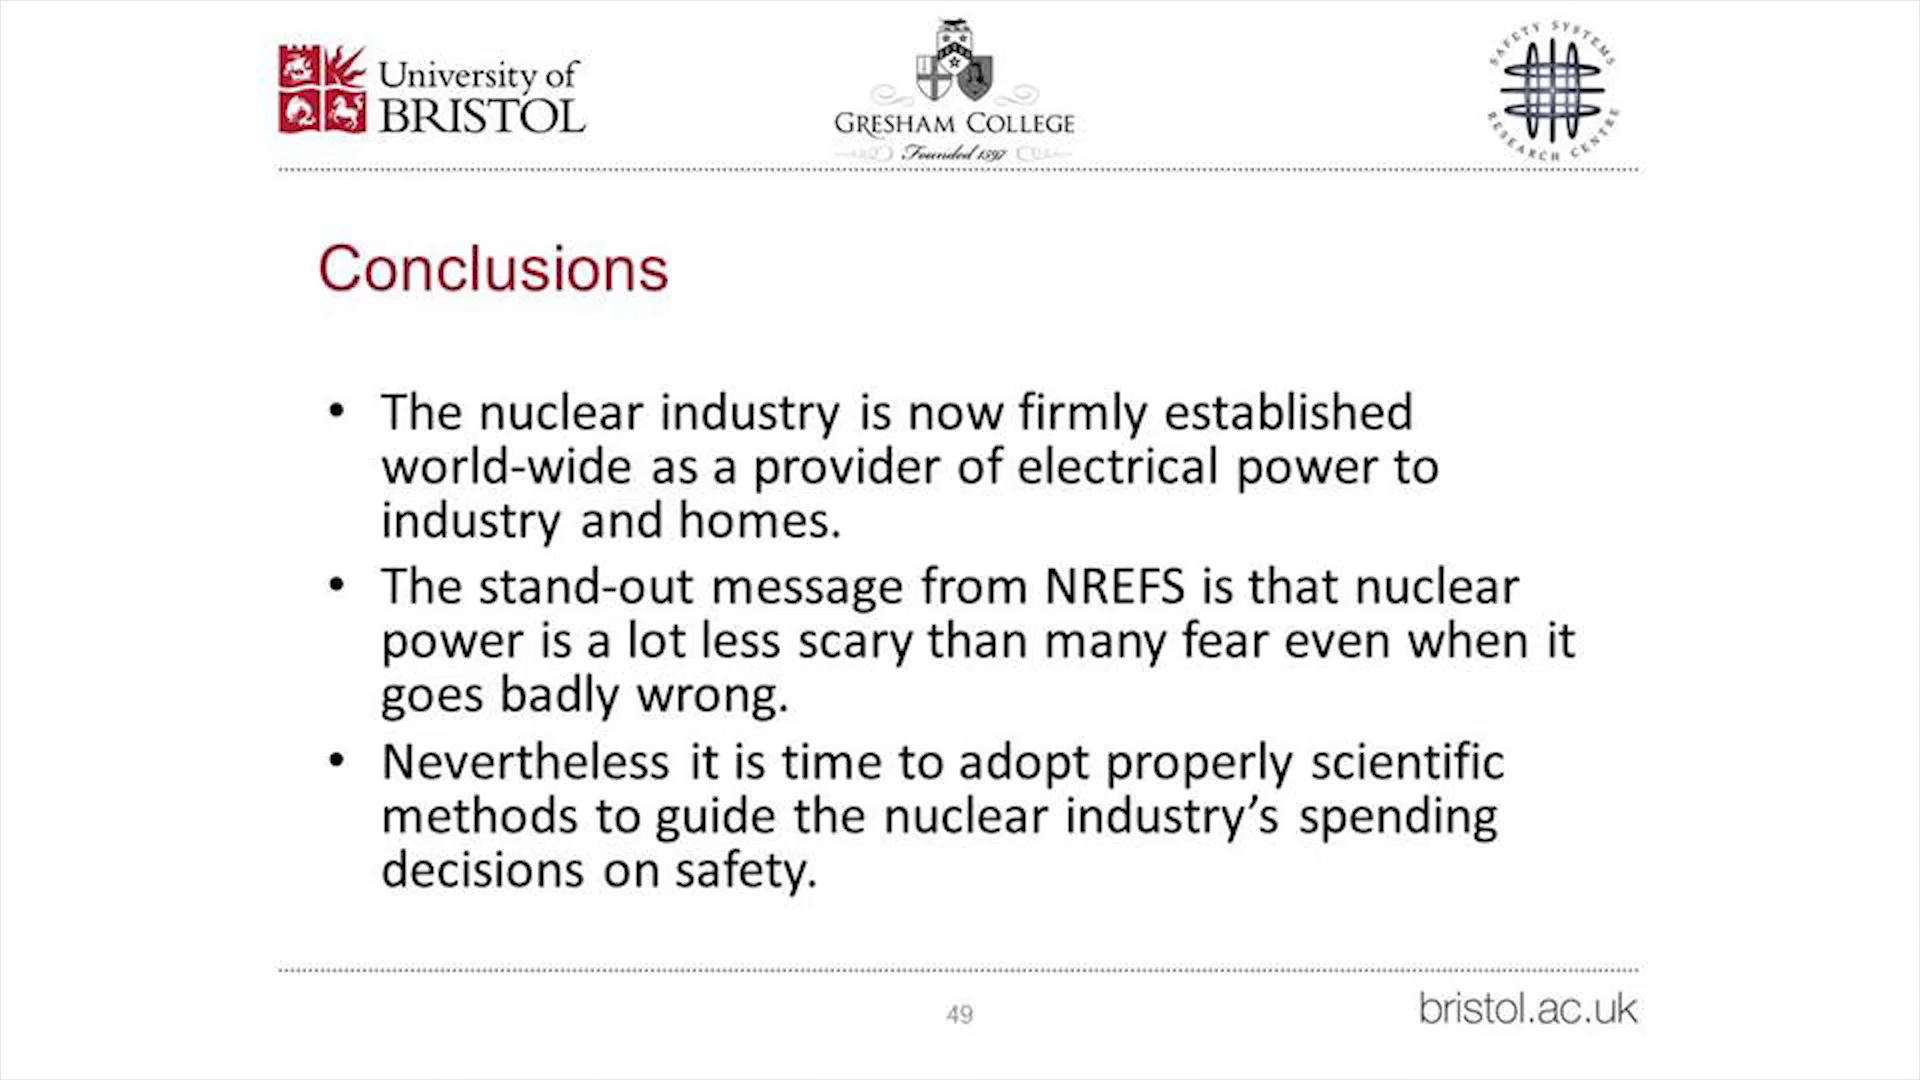 University of
BRISTOL
GRESHAM COLLEGE
Founded 1597
SAFETY SYSTEMS
RESEARCH CENTRE
Conclusions
• The nuclear industry is now firmly established
world-wide as a provider of electrical power to
industry and homes.
• The stand-out message from NREFS is that nuclear
power is a lot less scary than many fear even when it
goes badly wrong.
• Nevertheless it is time to adopt properly scientific
methods to guide the nuclear industry’s spending
decisions on safety.
49
bristol.ac.uk